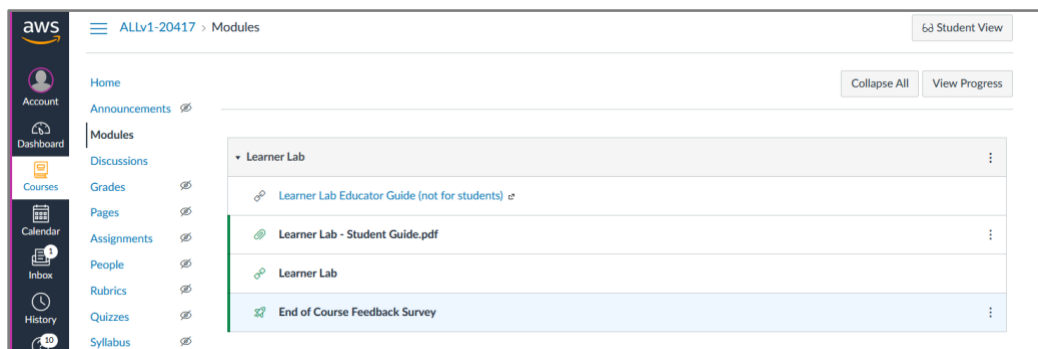 aws
ALLv1-20417 > Modules
Student View
Account
Dashboard
Courses
Calendar
1
Inbox
History
10
Home
Announcements
Modules
Discussions
Grades
Pages
Assignments
People
Rubrics
Quizzes
Syllabus
Collapse All
View Progress
Learner Lab
Learner Lab Educator Guide (not for students)
Learner Lab - Student Guide.pdf
Learner Lab
End of Course Feedback Survey